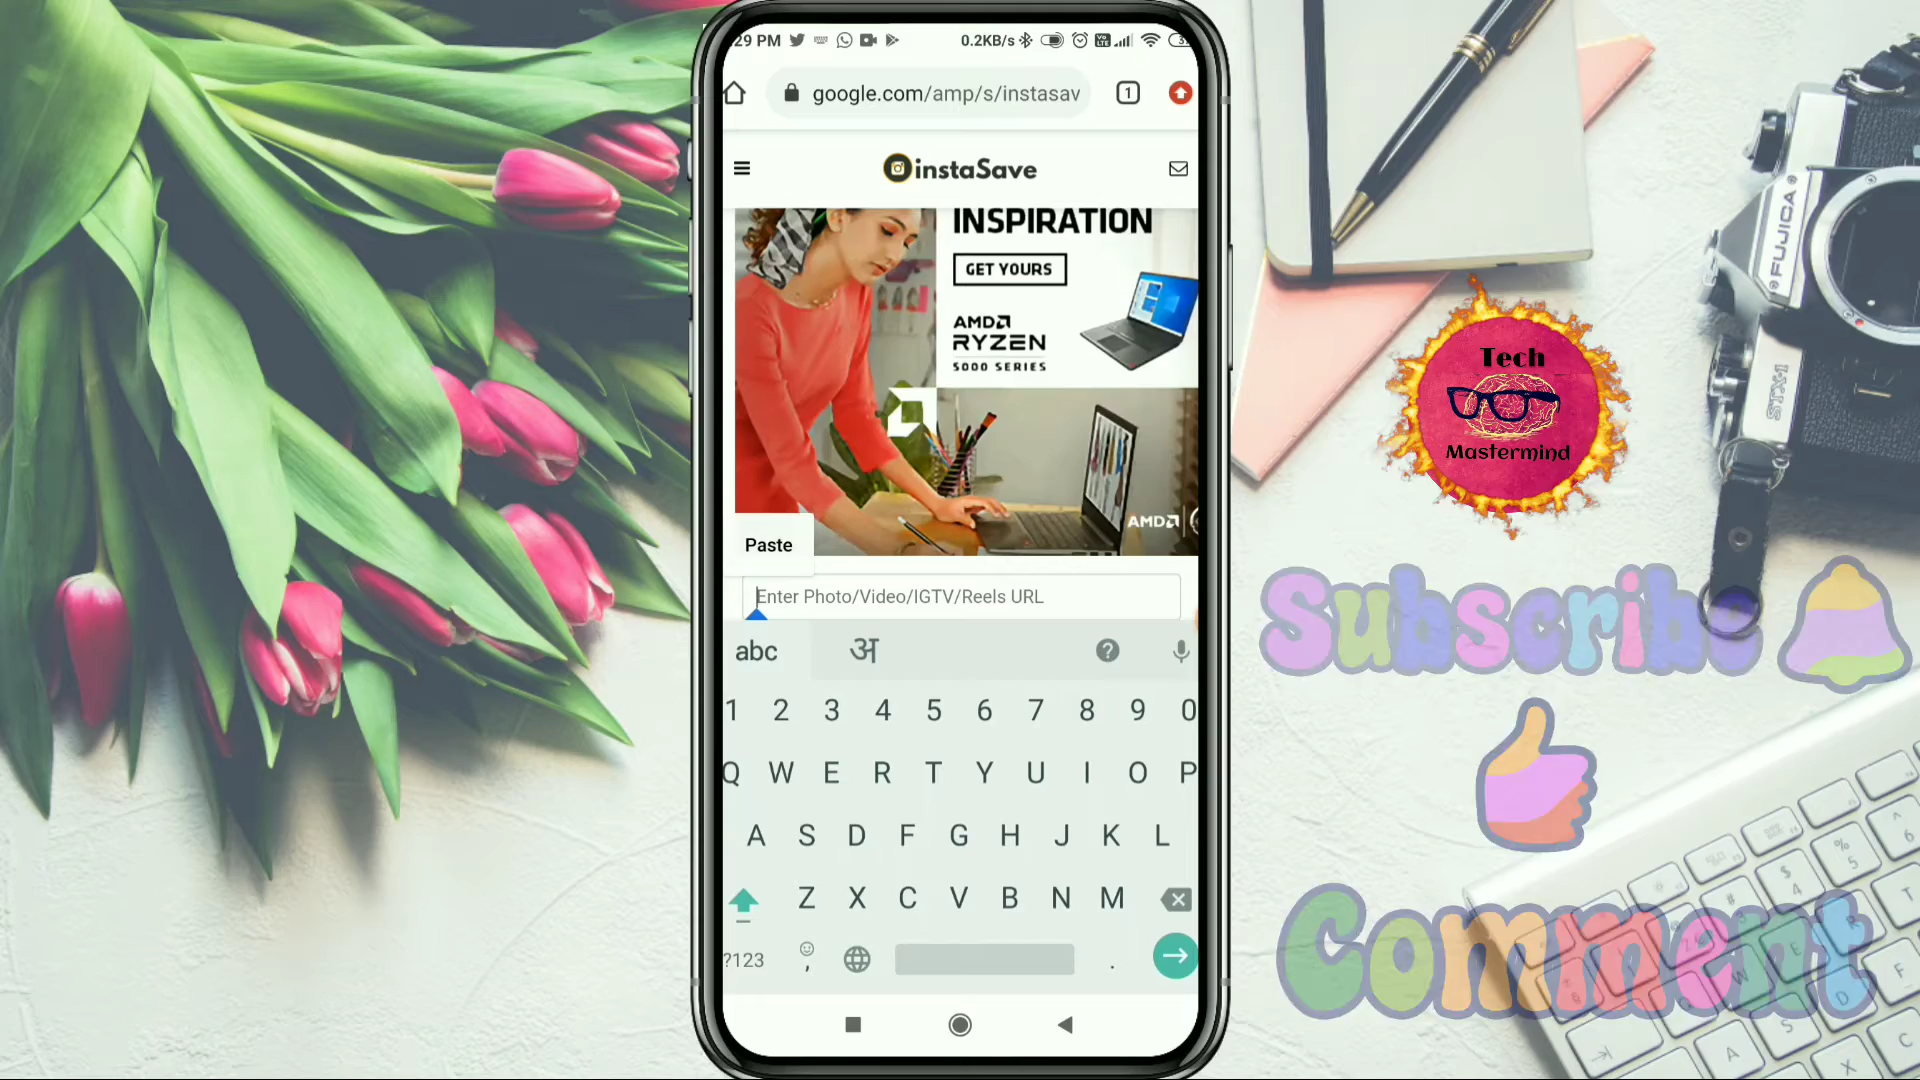 29 PM
0.2KB/s
google.com/amp/s/instasav
1
instaSave
INSPIRATION
GET YOURS
AMD
RYZEN
5000 SERIES
AMD
Paste
Enter Photo/Video/IGTV/Reels URL
abc अ
1 2 3 4 5 6 7 8 9 0
Q W E R T Y U I O P
A S D F G H J K L
Z X C V B N M
?123 , .
Tech
Mastermind
Subscribe
Comment
FUJICA
STX-1